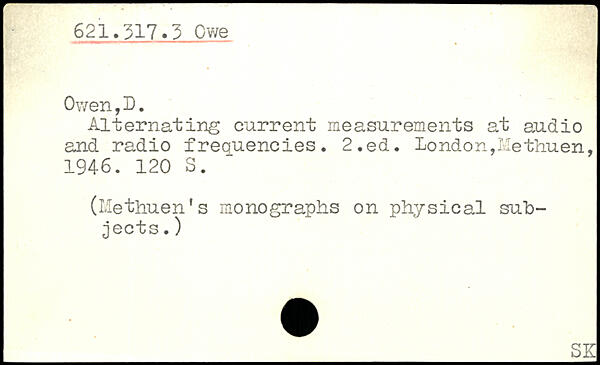 621.317.3 Owe
Owen,D.
Alternating current measurements at audio
and radio frequencies. 2.ed. London,Methuen,
1946. 120 S.
(Methuen's monographs on physical sub-
jects.)
SK